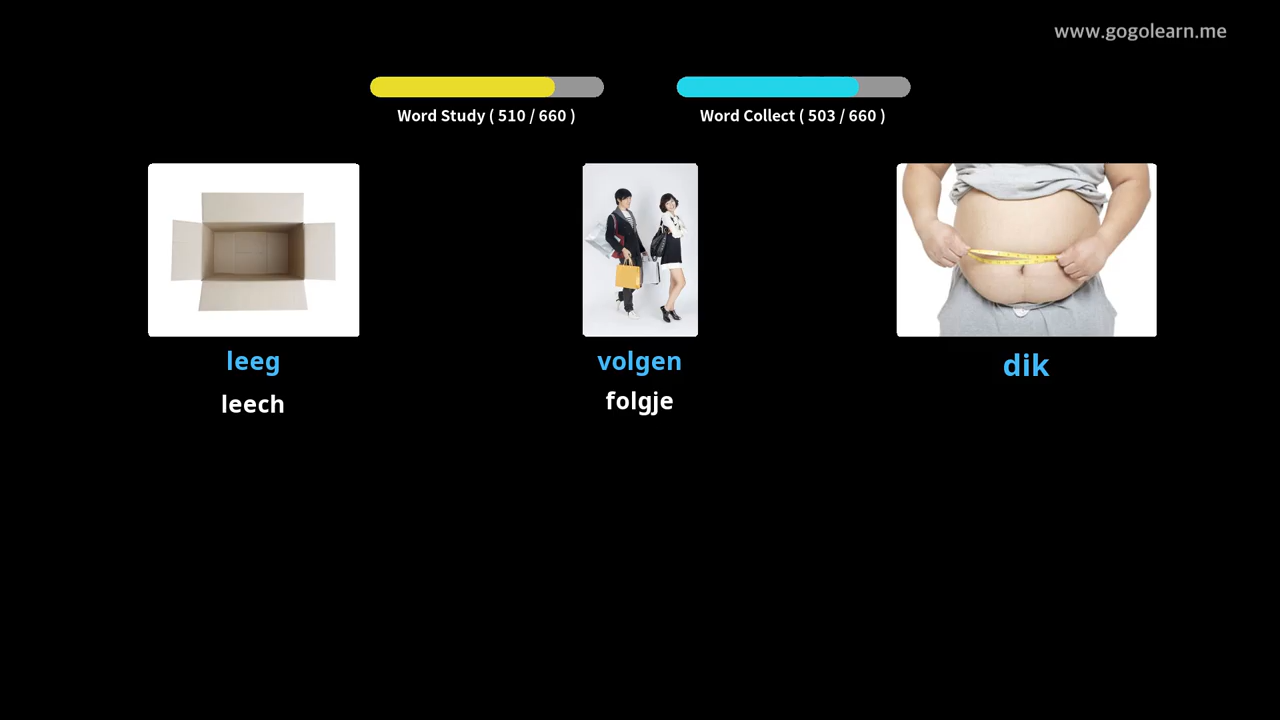 www.gogolearn.me
Word Study ( 510 / 660 )
Word Collect ( 503 / 660 )
leeg
volgen
dik
leech
folgje